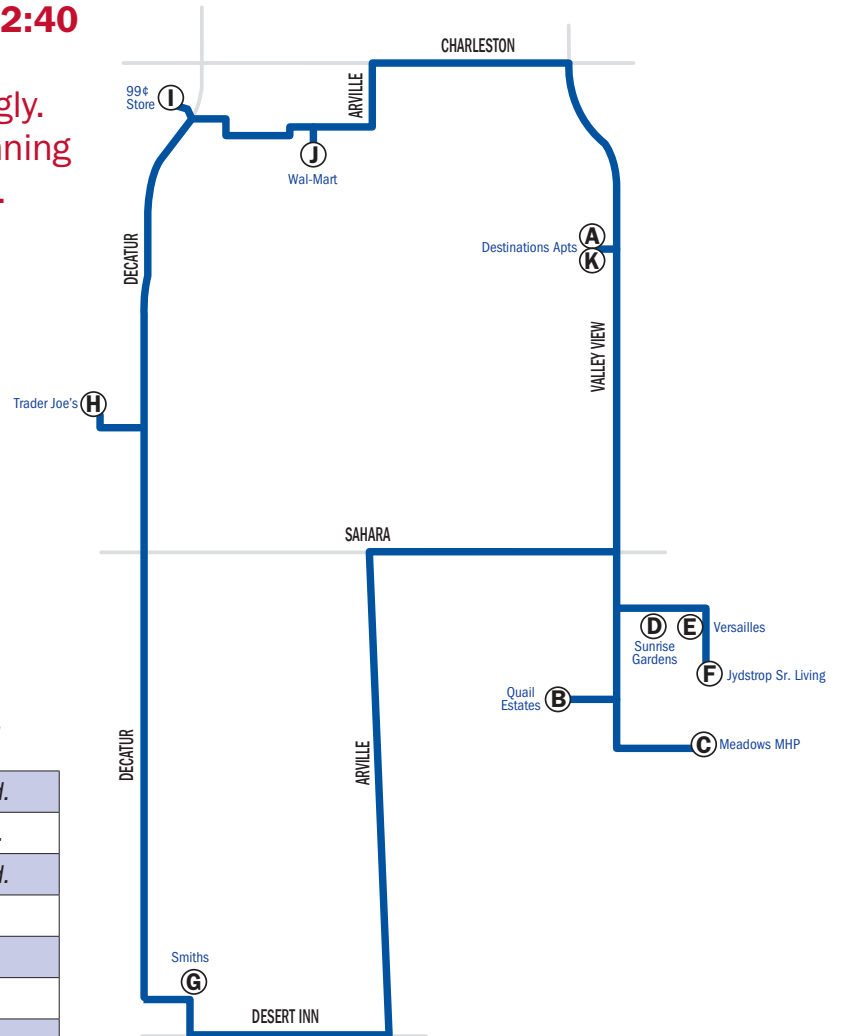 2:40
gly.
nning
.
CHARLESTON
ARVILLE
99¢
Store
I
J
Wal-Mart
DECATUR
Destinations Apts
A
K
VALLEY VIEW
Trader Joe's
H
SAHARA
D
E
Versailles
Sunrise
Gardens
F
Jydstrop Sr. Living
Quail
Estates
B
C
Meadows MHP
DECATUR
ARVILLE
d.
.
d.
Smiths
G
DESERT INN